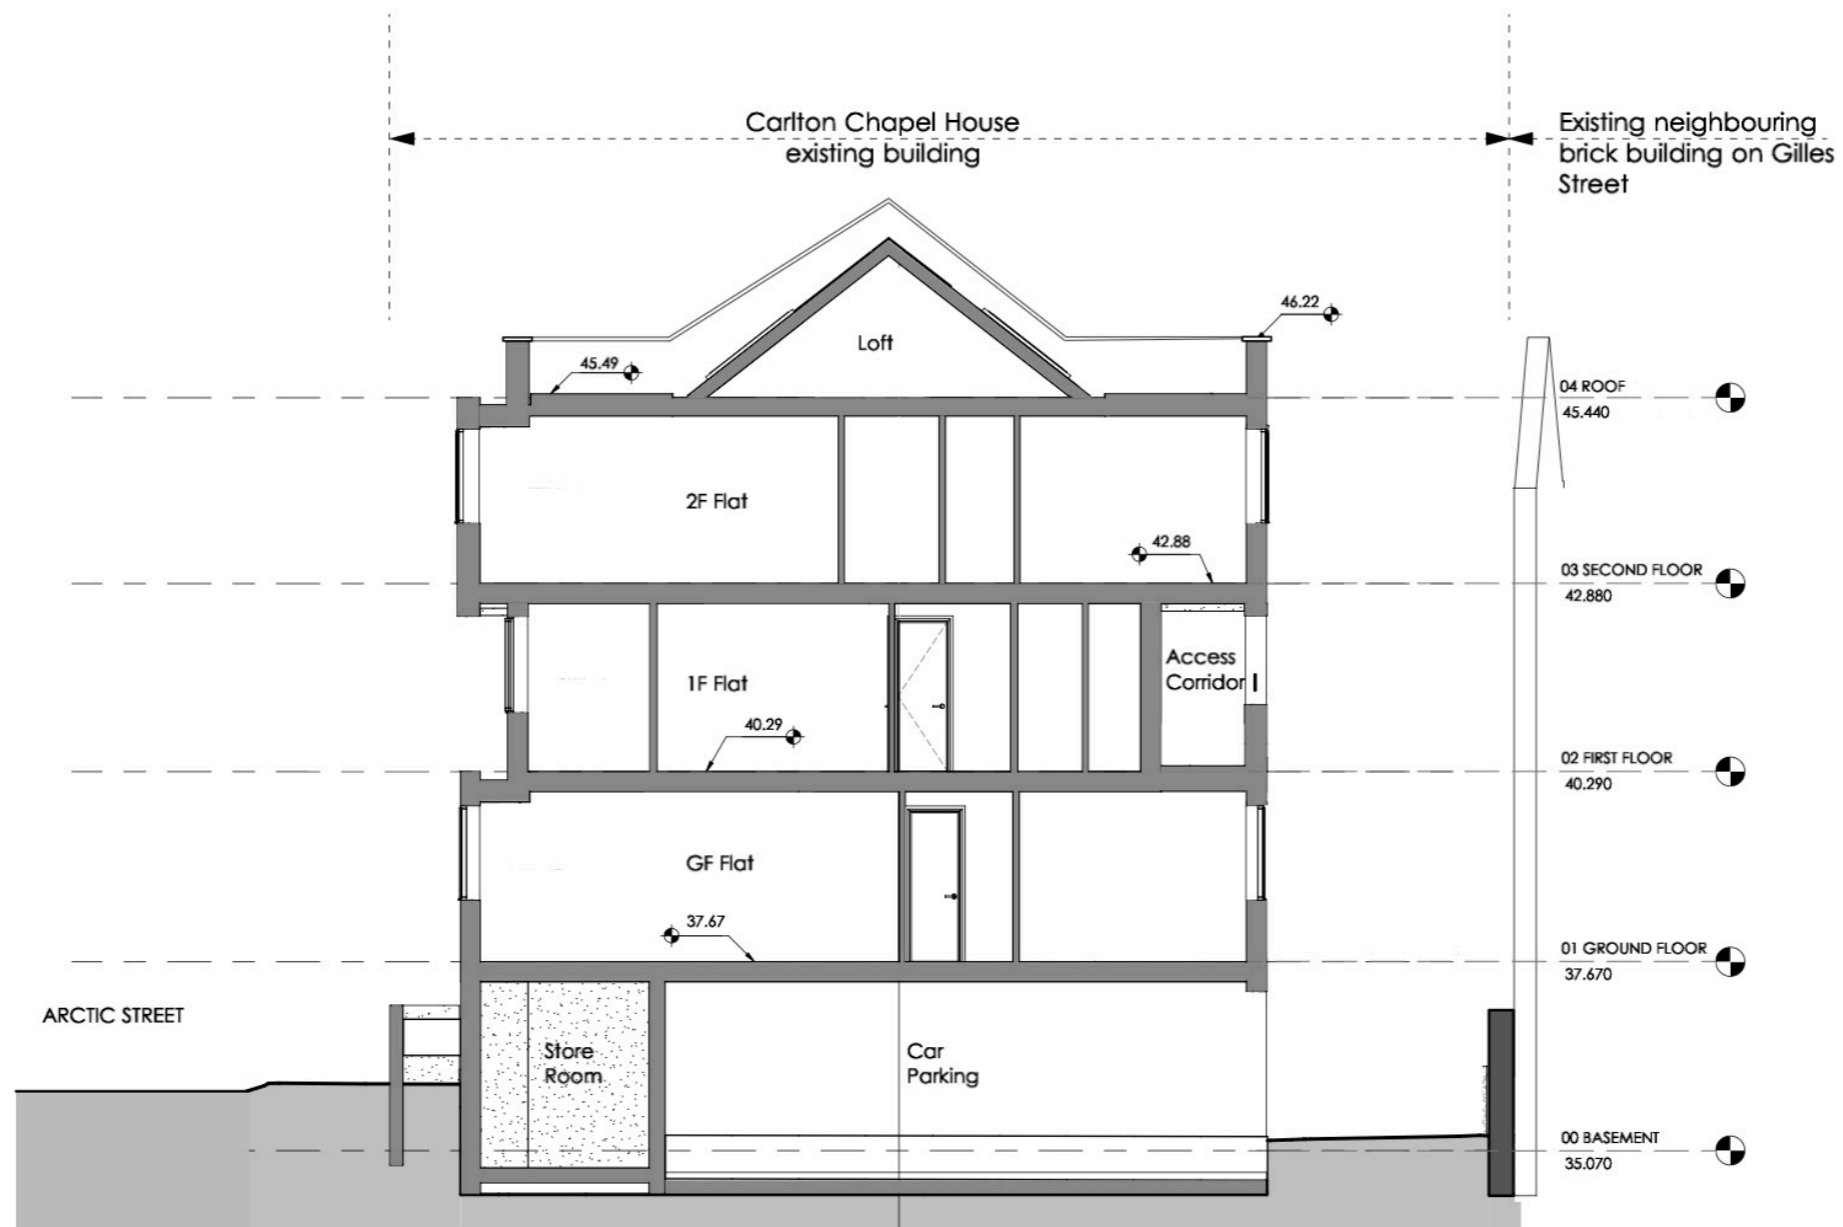 Carlton Chapel House
existing building
Existing neighbouring
brick building on Gilles
Street
46.22
Loft
45.49
04 ROOF
45.440
2F Flat
42.88
03 SECOND FLOOR
42.880
Access
Corridor
1F Flat
40.29
02 FIRST FLOOR
40.290
GF Flat
37.67
01 GROUND FLOOR
37.670
ARCTIC STREET
Store
Room
Car
Parking
00 BASEMENT
35.070